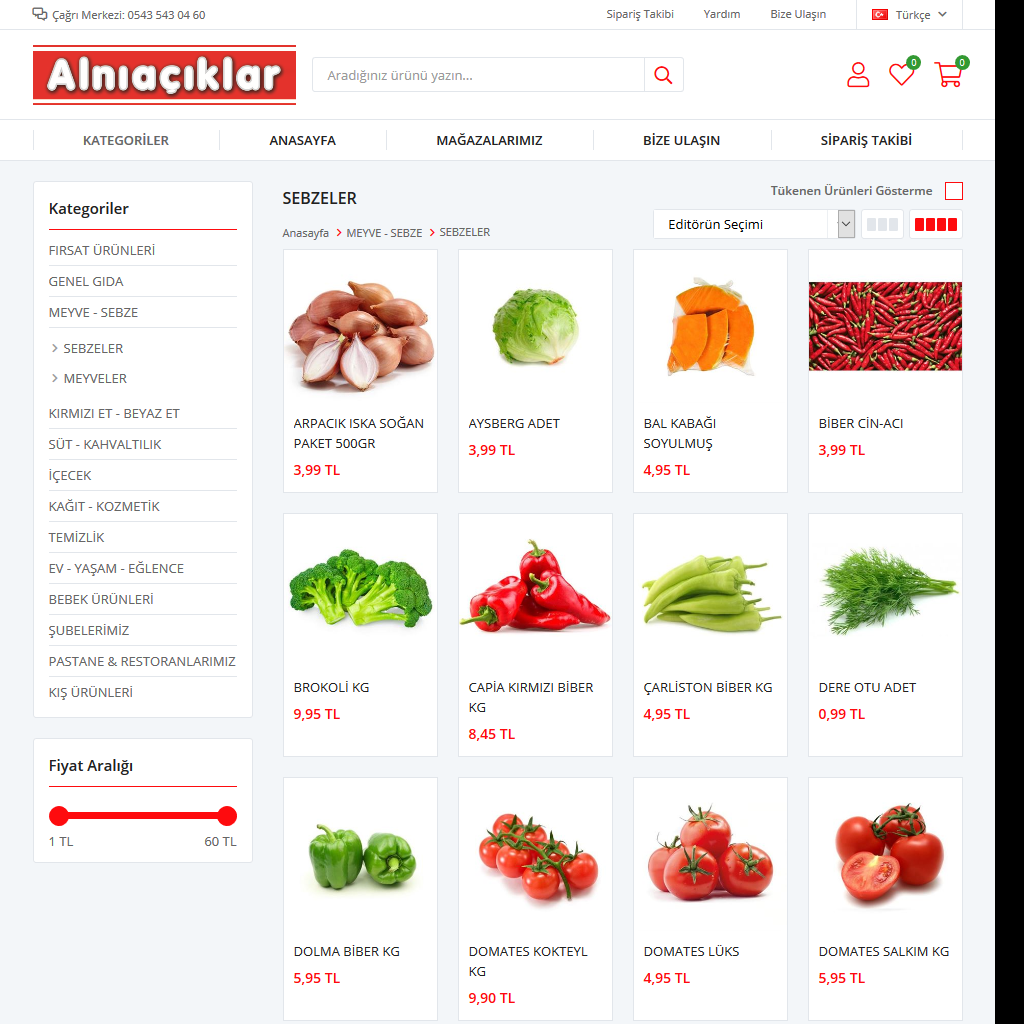 Çağrı Merkezi: 0543 543 04 60
Sipariş Takibi
Yardım
Bize Ulaşın
Türkçe
Alnıaçıklar
Aradığınız ürünü yazın...
0
0
KATEGORİLER
ANASAYFA
MAĞAZALARIMIZ
BİZE ULAŞIN
SİPARİŞ TAKİBİ
Kategoriler
FIRSAT ÜRÜNLERİ
GENEL GIDA
MEYVE - SEBZE
SEBZELER
MEYVELER
KIRMIZI ET - BEYAZ ET
SÜT - KAHVALTILIK
İÇECEK
KAĞIT - KOZMETİK
TEMİZLİK
EV - YAŞAM - EĞLENCE
BEBEK ÜRÜNLERİ
ŞUBELERİMİZ
PASTANE & RESTORANLARIMIZ
KIŞ ÜRÜNLERİ
Fiyat Aralığı
1 TL
60 TL
SEBZELER
Tükenen Ürünleri Gösterme
Anasayfa
MEYVE - SEBZE
SEBZELER
Editörün Seçimi
ARPACIK ISKA SOĞAN
PAKET 500GR
3,99 TL
AYSBERG ADET
3,99 TL
BAL KABAĞI
SOYULMUŞ
4,95 TL
BİBER CİN-ACI
3,99 TL
BROKOLİ KG
9,95 TL
CAPİA KIRMIZI BİBER
KG
8,45 TL
ÇARLİSTON BİBER KG
4,95 TL
DERE OTU ADET
0,99 TL
DOLMA BİBER KG
5,95 TL
DOMATES KOKTEYL
KG
9,90 TL
DOMATES LÜKS
4,95 TL
DOMATES SALKIM KG
5,95 TL